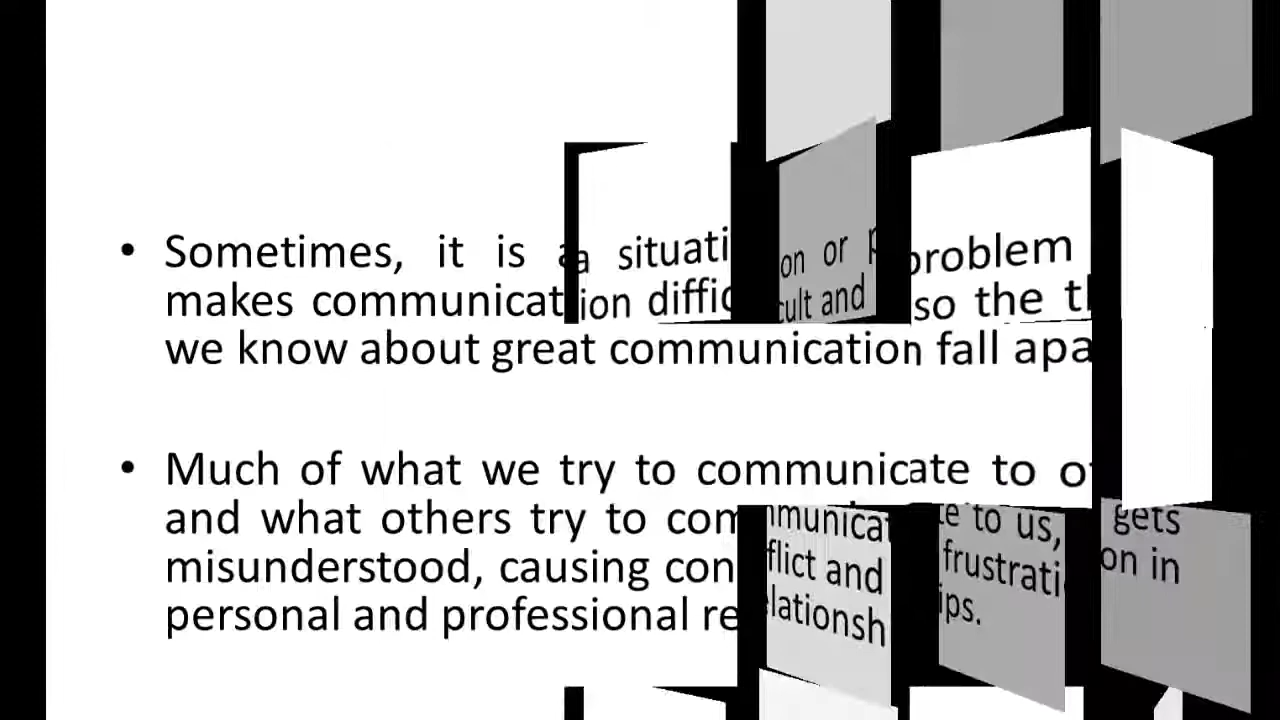 • Sometimes, it is a situation or problem
makes communication difficult and so the
we know about great communication fall
• Much of what we try to communicate to
and what others try to communicate to us, gets
misunderstood, causing conflict and frustration in
personal and professional relationships.